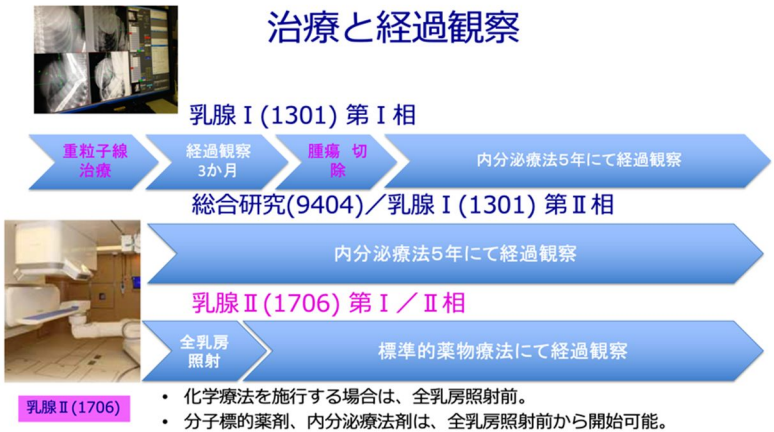 治療と経過観察
乳腺Ⅰ(1301) 第Ⅰ相
重粒子線
治療
経過観察
3か月
腫瘍 切
除
内分泌療法5年にて経過観察
総合研究(9404)／乳腺Ⅰ(1301) 第Ⅱ相
内分泌療法5年にて経過観察
乳腺Ⅱ(1706) 第Ⅰ／Ⅱ相
全乳房
照射
標準的薬物療法にて経過観察
乳腺Ⅱ(1706)
• 化学療法を施行する場合は、全乳房照射前。
• 分子標的薬剤、内分泌療法剤は、全乳房照射前から開始可能。